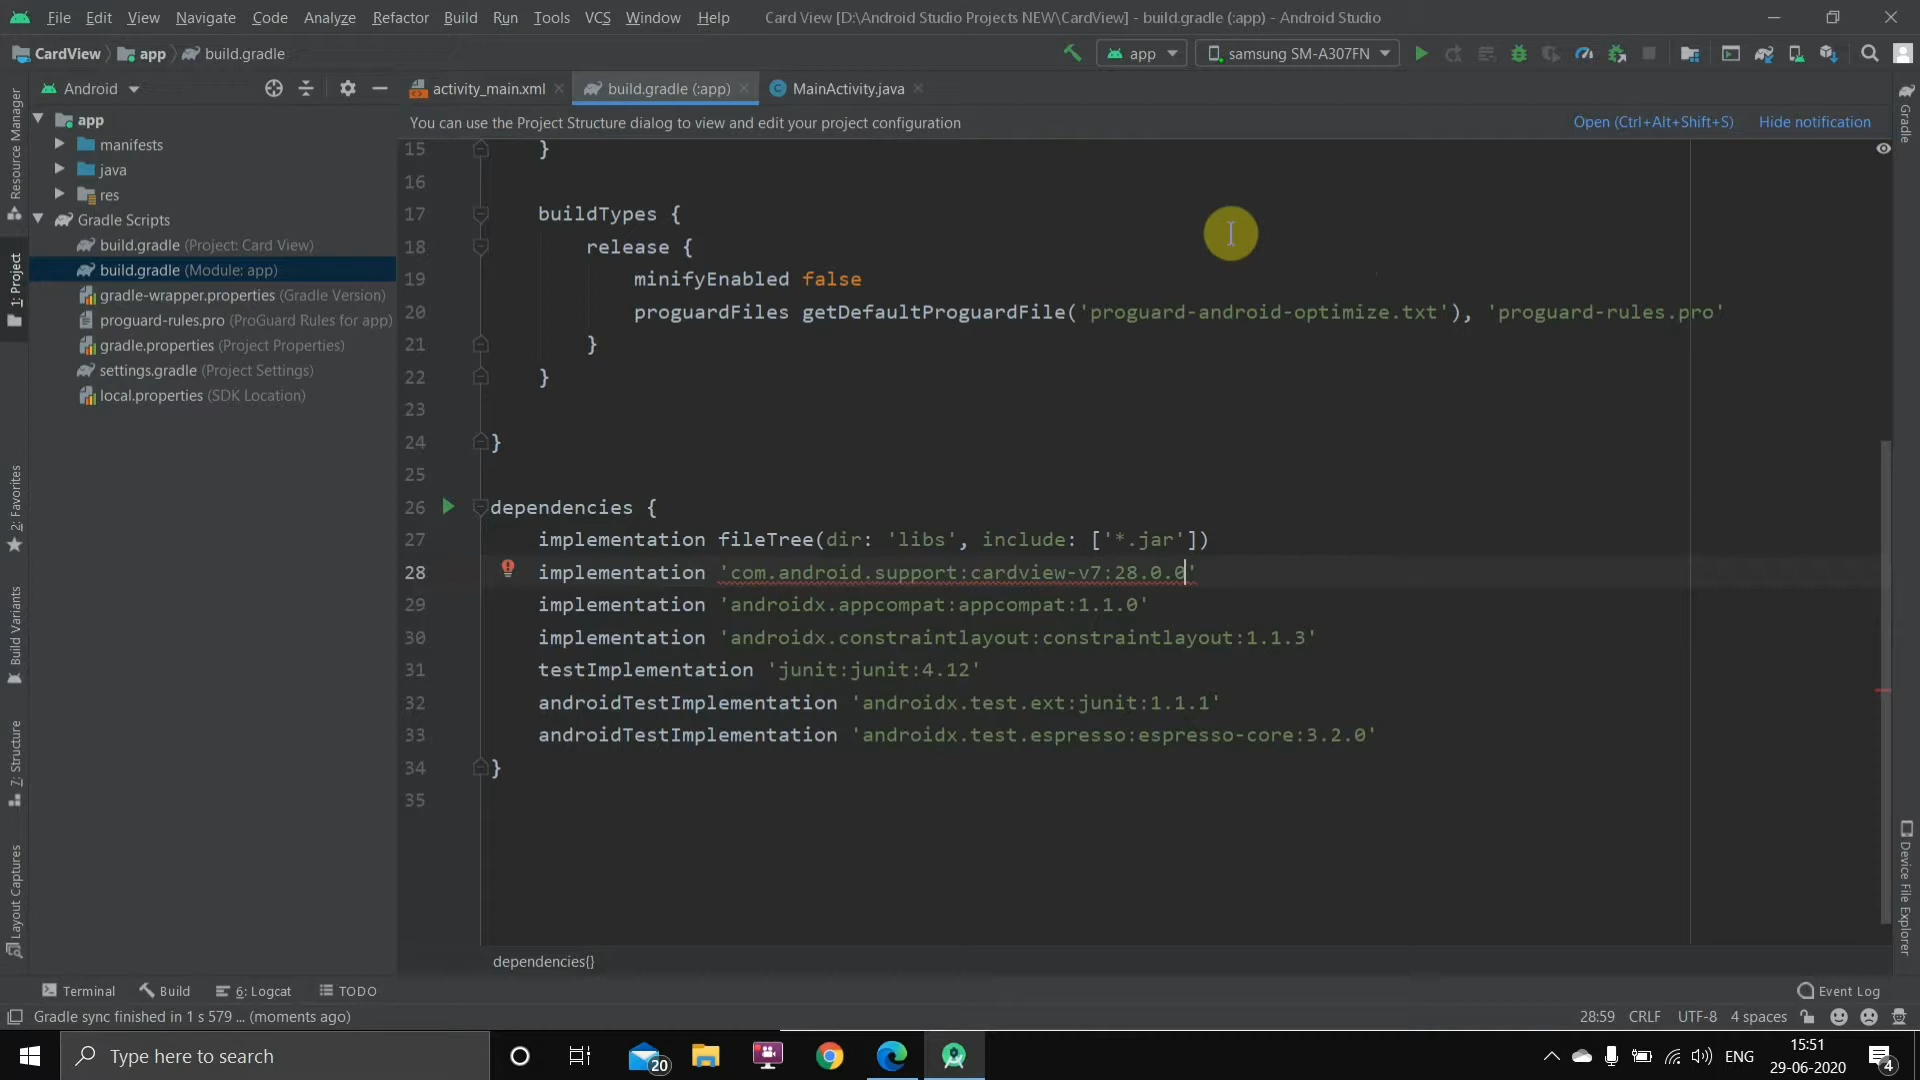 File Edit View Navigate Code Analyze Refactor Build Run Tools VCS Window Help Card View [D:\Android Studio Projects NEW\CardView] - build.gradle (:app) - Android Studio
CardView app build.gradle app samsung SM-A307FN
Android activity_main.xml build.gradle (:app) MainActivity.java
You can use the Project Structure dialog to view and edit your project configuration Open (Ctrl+Alt+Shift+S) Hide notification
app
manifests
java
res
Gradle Scripts
build.gradle (Project: Card View)
build.gradle (Module: app)
gradle-wrapper.properties (Gradle Version)
proguard-rules.pro (ProGuard Rules for app)
gradle.properties (Project Properties)
settings.gradle (Project Settings)
local.properties (SDK Location)
Resource Manager
1: Project
2: Favorites
Build Variants
7: Structure
Layout Captures
15 }
16
17 buildTypes {
18 release {
19 minifyEnabled false
20 proguardFiles getDefaultProguardFile('proguard-android-optimize.txt'), 'proguard-rules.pro'
21 }
22 }
23
24 }
25
26 dependencies {
27 implementation fileTree(dir: 'libs', include: ['*.jar'])
28 implementation 'com.android.support:cardview-v7:28.0.0'
29 implementation 'androidx.appcompat:appcompat:1.1.0'
30 implementation 'androidx.constraintlayout:constraintlayout:1.1.3'
31 testImplementation 'junit:junit:4.12'
32 androidTestImplementation 'androidx.test.ext:junit:1.1.1'
33 androidTestImplementation 'androidx.test.espresso:espresso-core:3.2.0'
34 }
35
dependencies{}
Gradle
Device File Explorer
Terminal Build 6: Logcat TODO Event Log
Gradle sync finished in 1 s 579 ... (moments ago) 28:59 CRLF UTF-8 4 spaces
Type here to search 20 ENG 15:51
29-06-2020 4